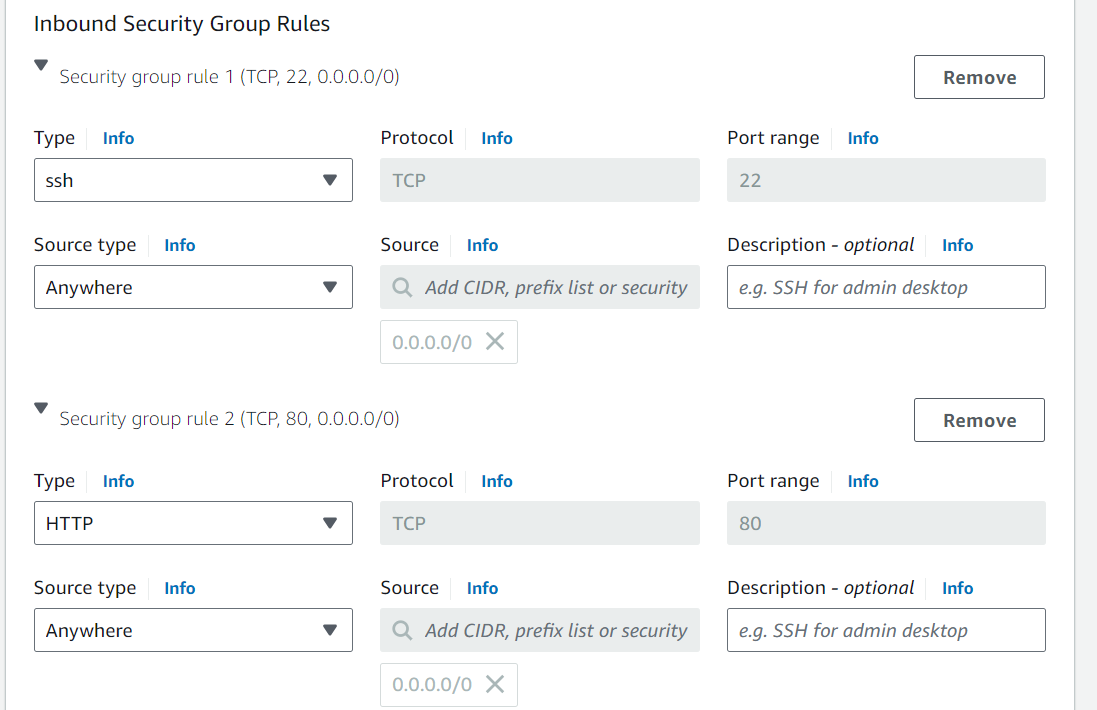 Inbound Security Group Rules
Security group rule 1 (TCP, 22, 0.0.0.0/0)
Remove
Type Info
Protocol Info
Port range Info
ssh
TCP
22
Source type Info
Source Info
Description - optional Info
Anywhere
Add CIDR, prefix list or security
e.g. SSH for admin desktop
0.0.0.0/0
Security group rule 2 (TCP, 80, 0.0.0.0/0)
Remove
Type Info
Protocol Info
Port range Info
HTTP
TCP
80
Source type Info
Source Info
Description - optional Info
Anywhere
Add CIDR, prefix list or security
e.g. SSH for admin desktop
0.0.0.0/0